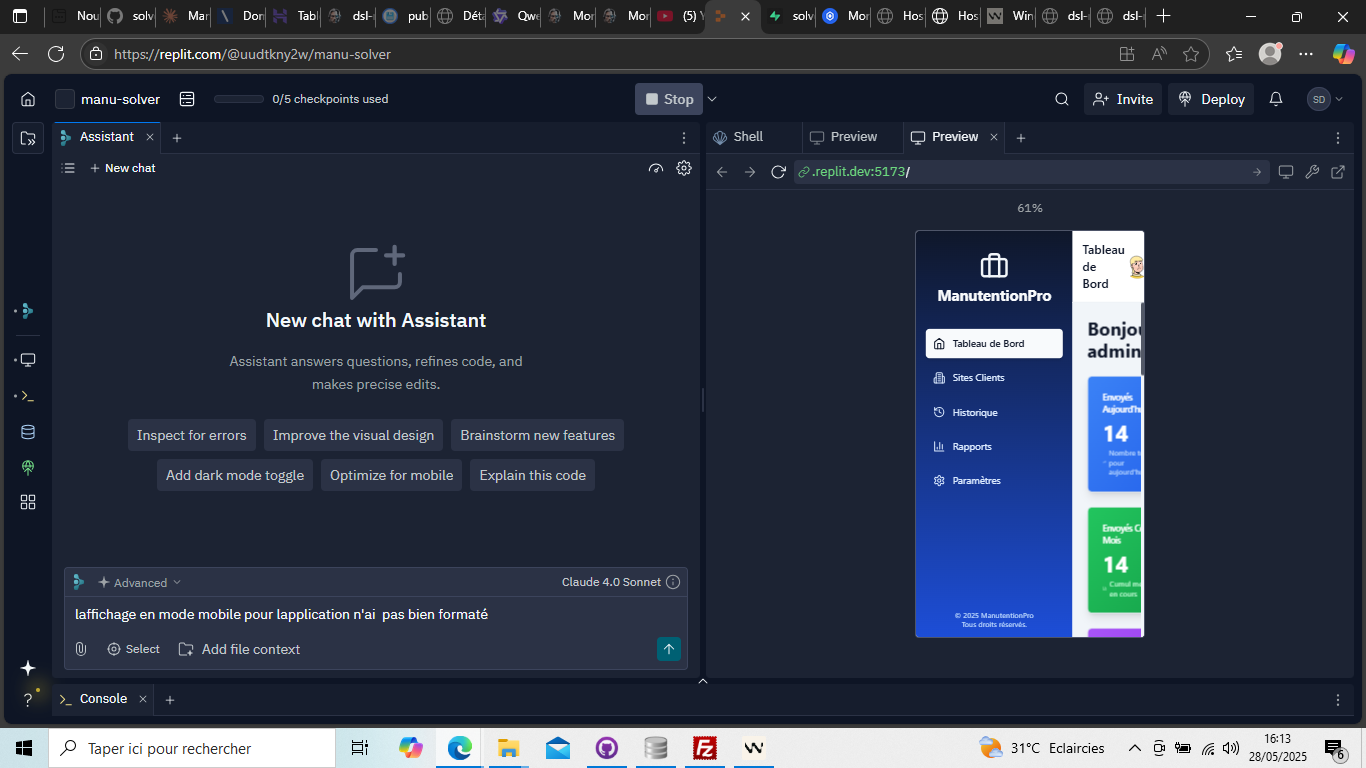 Nou
solv
Mar
Don
Tabl
dsl-
pub
Déta
Qwe
Mor
Mor
(5) Y
solv
Mor
Hos
Hos
Win
dsl-
dsl-
https://replit.com/@uudtkny2w/manu-solver
manu-solver
0/5 checkpoints used
Stop
Invite
Deploy
SD
Assistant
Shell
Preview
Preview
New chat
.replit.dev:5173/
61%
New chat with Assistant
Assistant answers questions, refines code, and
makes precise edits.
Inspect for errors
Improve the visual design
Brainstorm new features
Add dark mode toggle
Optimize for mobile
Explain this code
Advanced
Claude 4.0 Sonnet
laffichage en mode mobile pour lapplication n'ai pas bien formaté
Select
Add file context
ManutentionPro
Tableau de Bord
Sites Clients
Historique
Rapports
Paramètres
© 2025 ManutentionPro
Tous droits réservés.
Tableau
de
Bord
Bonjou
admin
Envoyés
Aujourd'h
14
Nombre t
pour
aujourd'h
Envoyés C
Mois
14
Cumul m
en cours
Console
Taper ici pour rechercher
31°C Eclaircies
16:13
28/05/2025
6